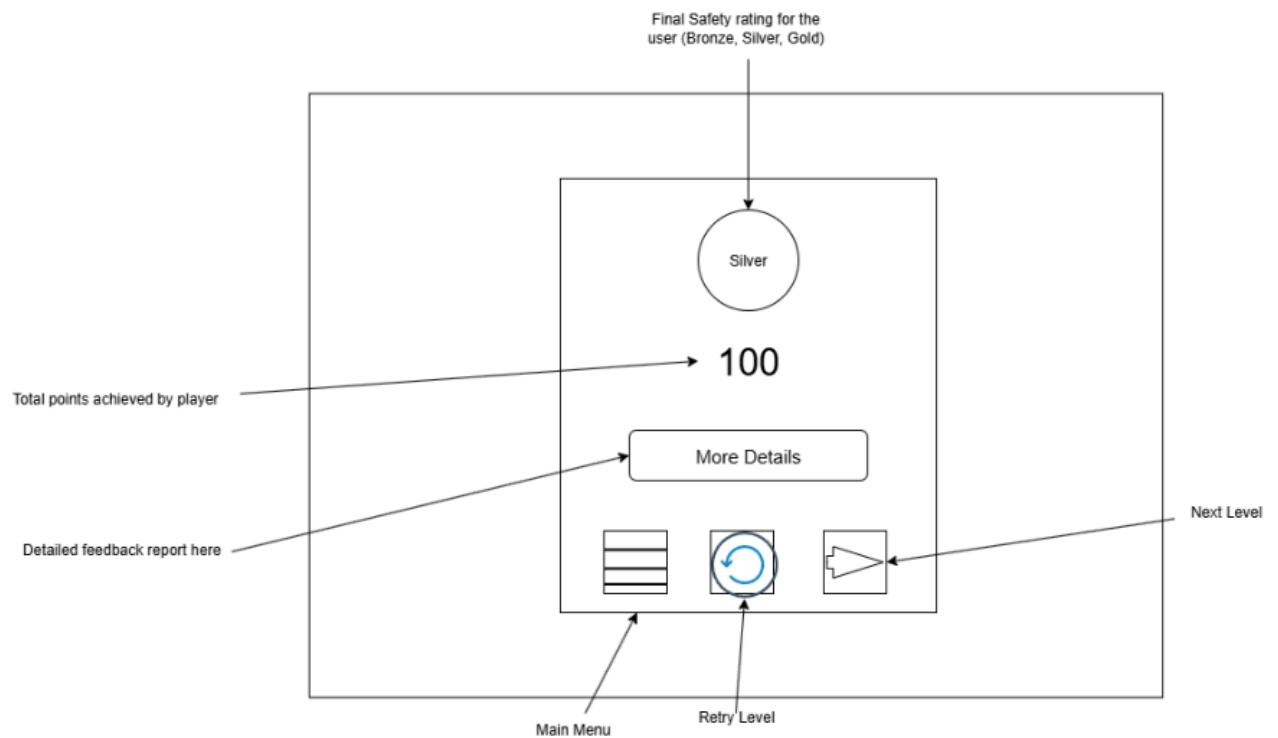 Final Safety rating for the
user (Bronze, Silver, Gold)
Silver
100
Total points achieved by player
More Details
Detailed feedback report here
Next Level
Main Menu
Retry Level